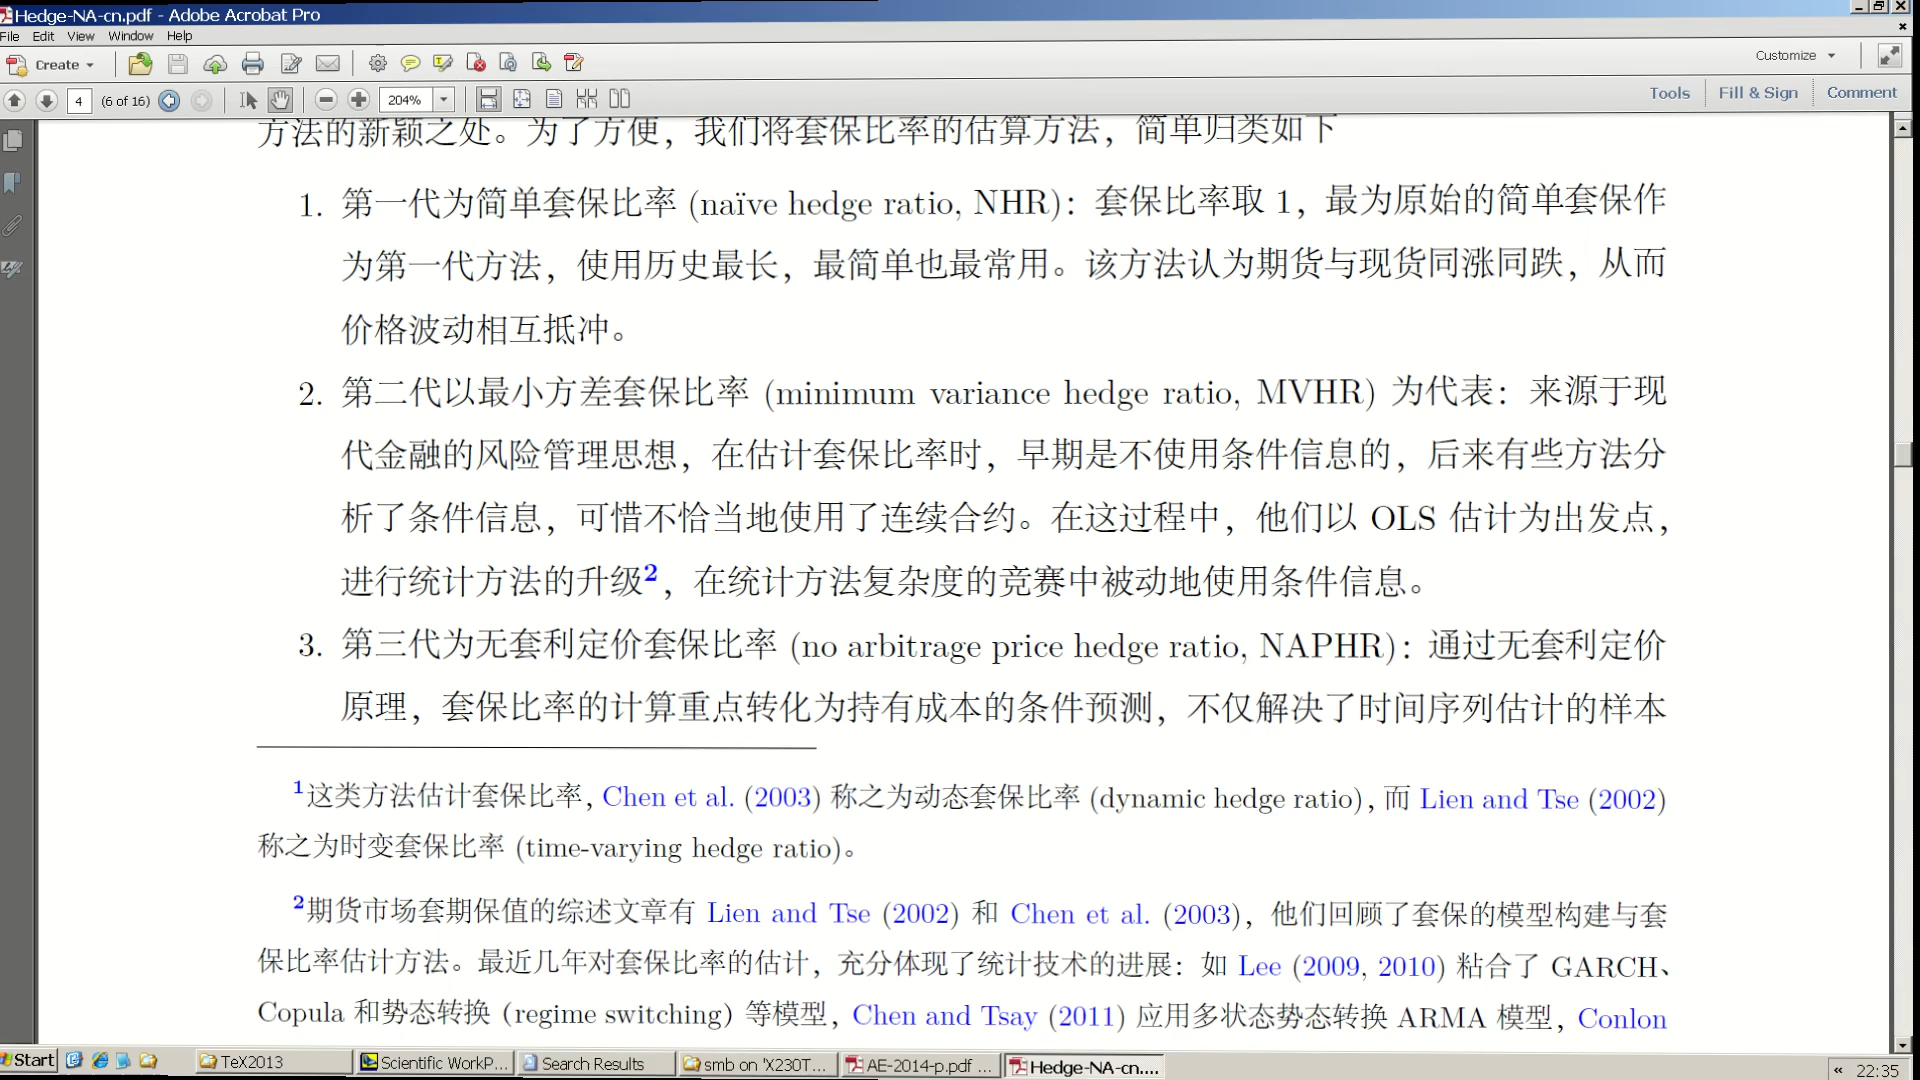 Hedge-NA-cn.pdf - Adobe Acrobat Pro
File Edit View Window Help
Create Customize
4 (6 of 16) 204% Tools Fill & Sign Comment
方法的新颖之处。为了方便，我们将套保比率的估算方法，简单归类如下
1. 第一代为简单套保比率 (naïve hedge ratio, NHR)：套保比率取 1，最为原始的简单套保作
为第一代方法，使用历史最长，最简单也最常用。该方法认为期货与现货同涨同跌，从而
价格波动相互抵冲。
2. 第二代以最小方差套保比率 (minimum variance hedge ratio, MVHR) 为代表：来源于现
代金融的风险管理思想，在估计套保比率时，早期是不使用条件信息的，后来有些方法分
析了条件信息，可惜不恰当地使用了连续合约。在这过程中，他们以 OLS 估计为出发点，
进行统计方法的升级2，在统计方法复杂度的竞赛中被动地使用条件信息。
3. 第三代为无套利定价套保比率 (no arbitrage price hedge ratio, NAPHR)：通过无套利定价
原理，套保比率的计算重点转化为持有成本的条件预测，不仅解决了时间序列估计的样本
1这类方法估计套保比率，Chen et al. (2003) 称之为动态套保比率 (dynamic hedge ratio)，而 Lien and Tse (2002)
称之为时变套保比率 (time-varying hedge ratio)。
2期货市场套期保值的综述文章有 Lien and Tse (2002) 和 Chen et al. (2003)，他们回顾了套保的模型构建与套
保比率估计方法。最近几年对套保比率的估计，充分体现了统计技术的进展：如 Lee (2009, 2010) 粘合了 GARCH、
Copula 和势态转换 (regime switching) 等模型，Chen and Tsay (2011) 应用多状态势态转换 ARMA 模型，Conlon
Start TeX2013 Scientific WorkP... Search Results smb on 'X230T... AE-2014-p.pdf ... Hedge-NA-cn.... « 22:35